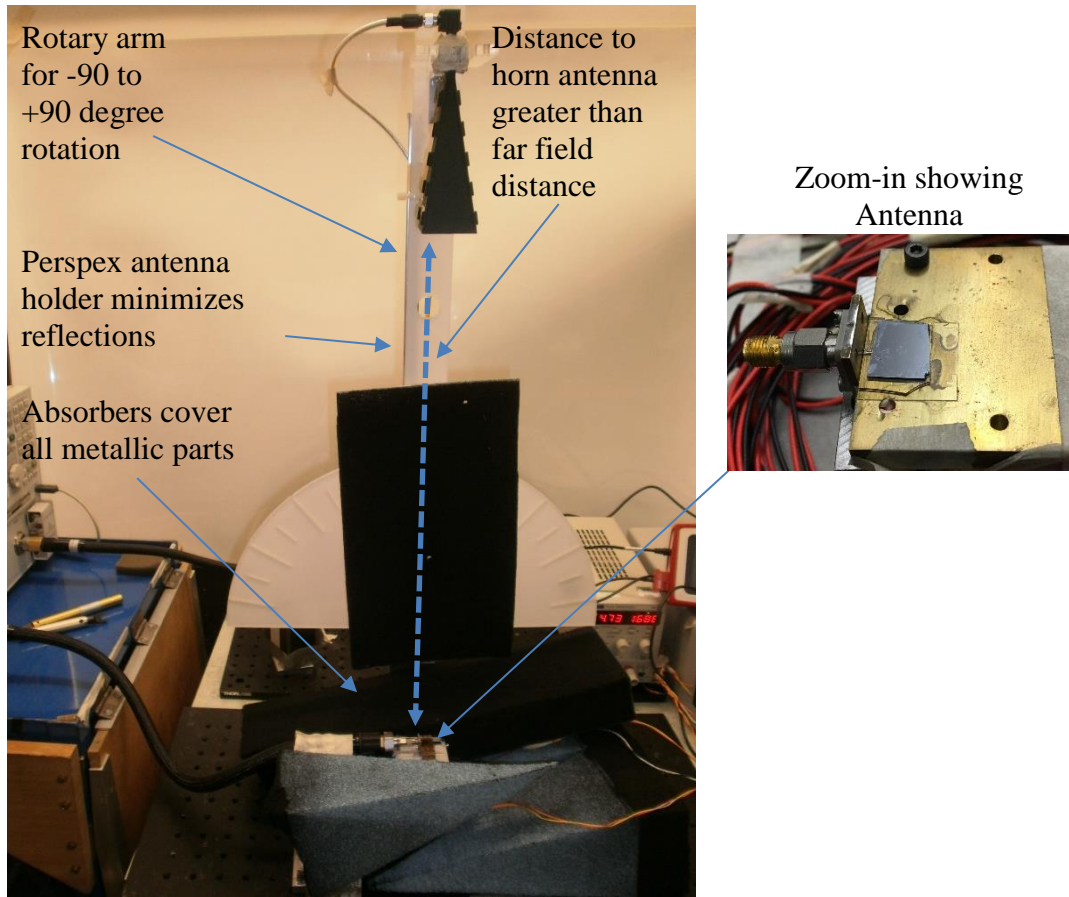 Rotary arm
for -90 to
+90 degree
rotation
Distance to
horn antenna
greater than
far field
distance
Perspex antenna
holder minimizes
reflections
Absorbers cover
all metallic parts
Zoom-in showing
Antenna
THORLABS